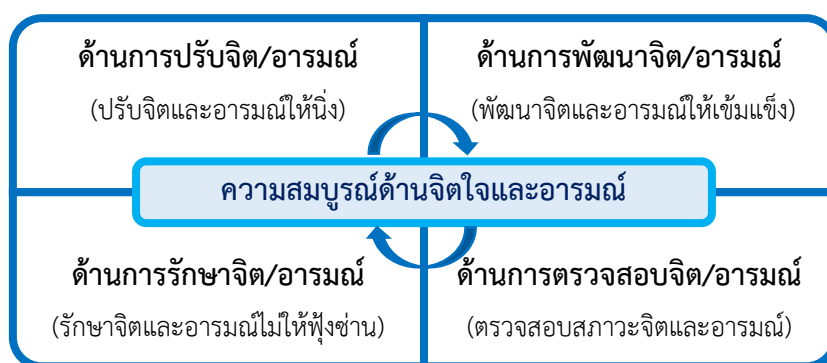 ด้านการปรับจิต/อารมณ์
(ปรับจิตและอารมณ์ให้นิ่ง)
ด้านการพัฒนาจิต/อารมณ์
(พัฒนาจิตและอารมณ์ให้เข้มแข็ง)
ความสมบูรณ์ด้านจิตใจและอารมณ์
ด้านการรักษาจิต/อารมณ์
(รักษาจิตและอารมณ์ไม่ให้ฟุ้งซ่าน)
ด้านการตรวจสอบจิต/อารมณ์
(ตรวจสอบสภาวะจิตและอารมณ์)